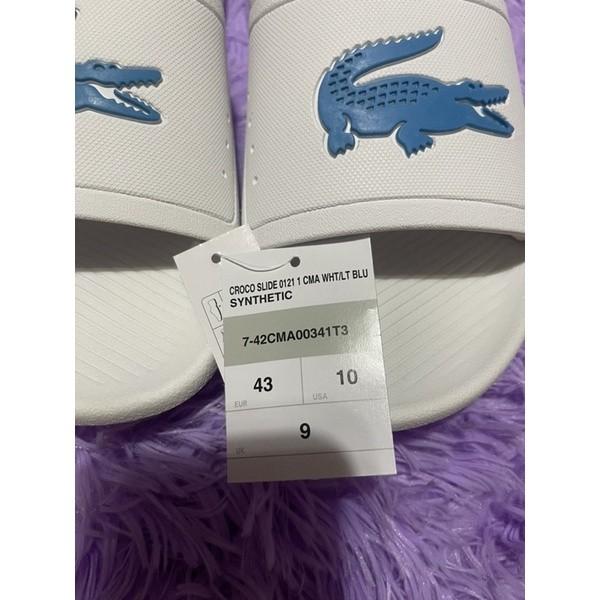 CROCO SLIDE 0121 1 CMA WHT/LT BLU
SYNTHETIC
7-42CMA00341T3
43
EUR
10
USA
9
UK